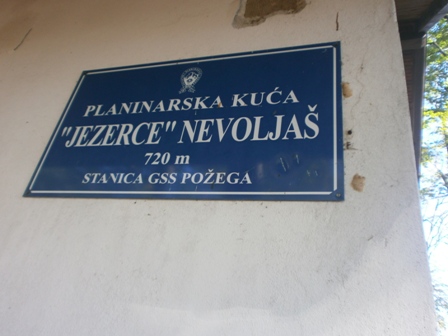 PLANINARSKA KUĆA
"JEZERCE" NEVOLJAŠ
720 m
STANICA GSS POŽEGA